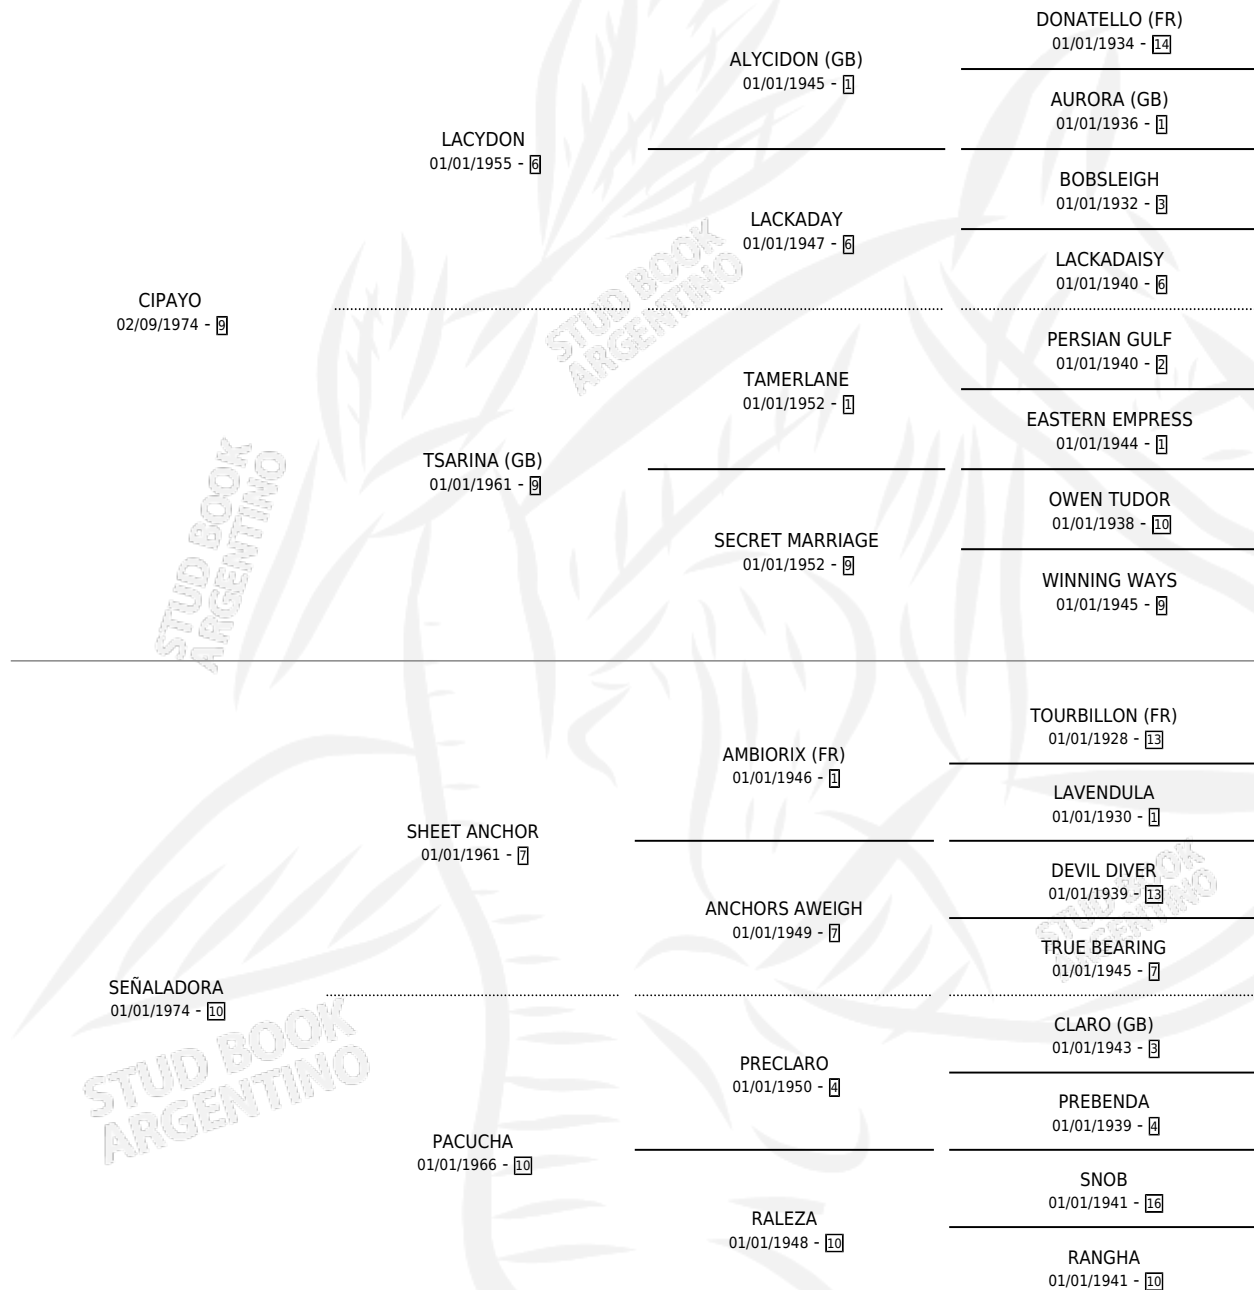 DONATELLO (FR)
01/01/1934 - 14
ALYCIDON (GB)
01/01/1945 - 1
AURORA (GB)
01/01/1936 - 1
LACYDON
01/01/1955 - 6
BOBSLEIGH
01/01/1932 - 3
LACKADAY
01/01/1947 - 6
LACKADAISY
01/01/1940 - 6
CIPAYO
02/09/1974 - 9
STUD BOOK
ARGENTINO
PERSIAN GULF
01/01/1940 - 2
TAMERLANE
01/01/1952 - 1
EASTERN EMPRESS
01/01/1944 - 1
TSARINA (GB)
01/01/1961 - 9
OWEN TUDOR
01/01/1938 - 10
SECRET MARRIAGE
01/01/1952 - 9
WINNING WAYS
01/01/1945 - 9
STUD BOOK
ARGENTINO
TOURBILLON (FR)
01/01/1928 - 13
AMBIORIX (FR)
01/01/1946 - 1
LAVENDULA
01/01/1930 - 1
SHEET ANCHOR
01/01/1961 - 7
DEVIL DIVER
01/01/1939 - 13
ANCHORS AWEIGH
01/01/1949 - 7
STUD BOOK
ARGENTINO
TRUE BEARING
01/01/1945 - 7
SEÑALADORA
01/01/1974 - 10
STUD BOOK
ARGENTINO
CLARO (GB)
01/01/1943 - 3
PRECLARO
01/01/1950 - 4
PREBENDA
01/01/1939 - 4
PACUCHA
01/01/1966 - 10
SNOB
01/01/1941 - 16
RALEZA
01/01/1948 - 10
RANGHA
01/01/1941 - 10